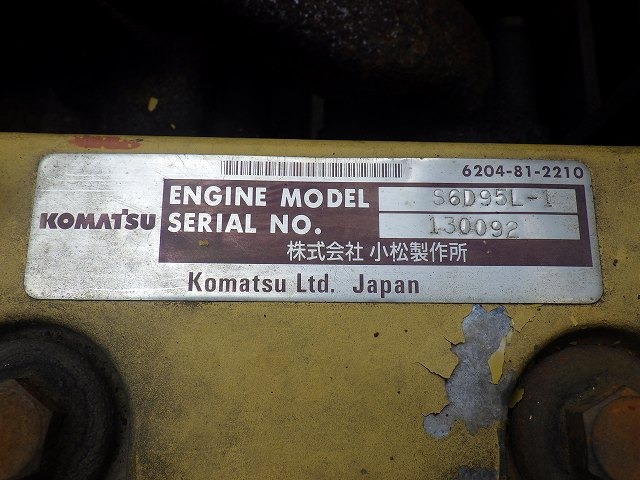 6204-81-2210
ENGINE MODEL S6D95L-1
KOMATSU
SERIAL NO. 130092
株式会社 小松製作所
Komatsu Ltd. Japan